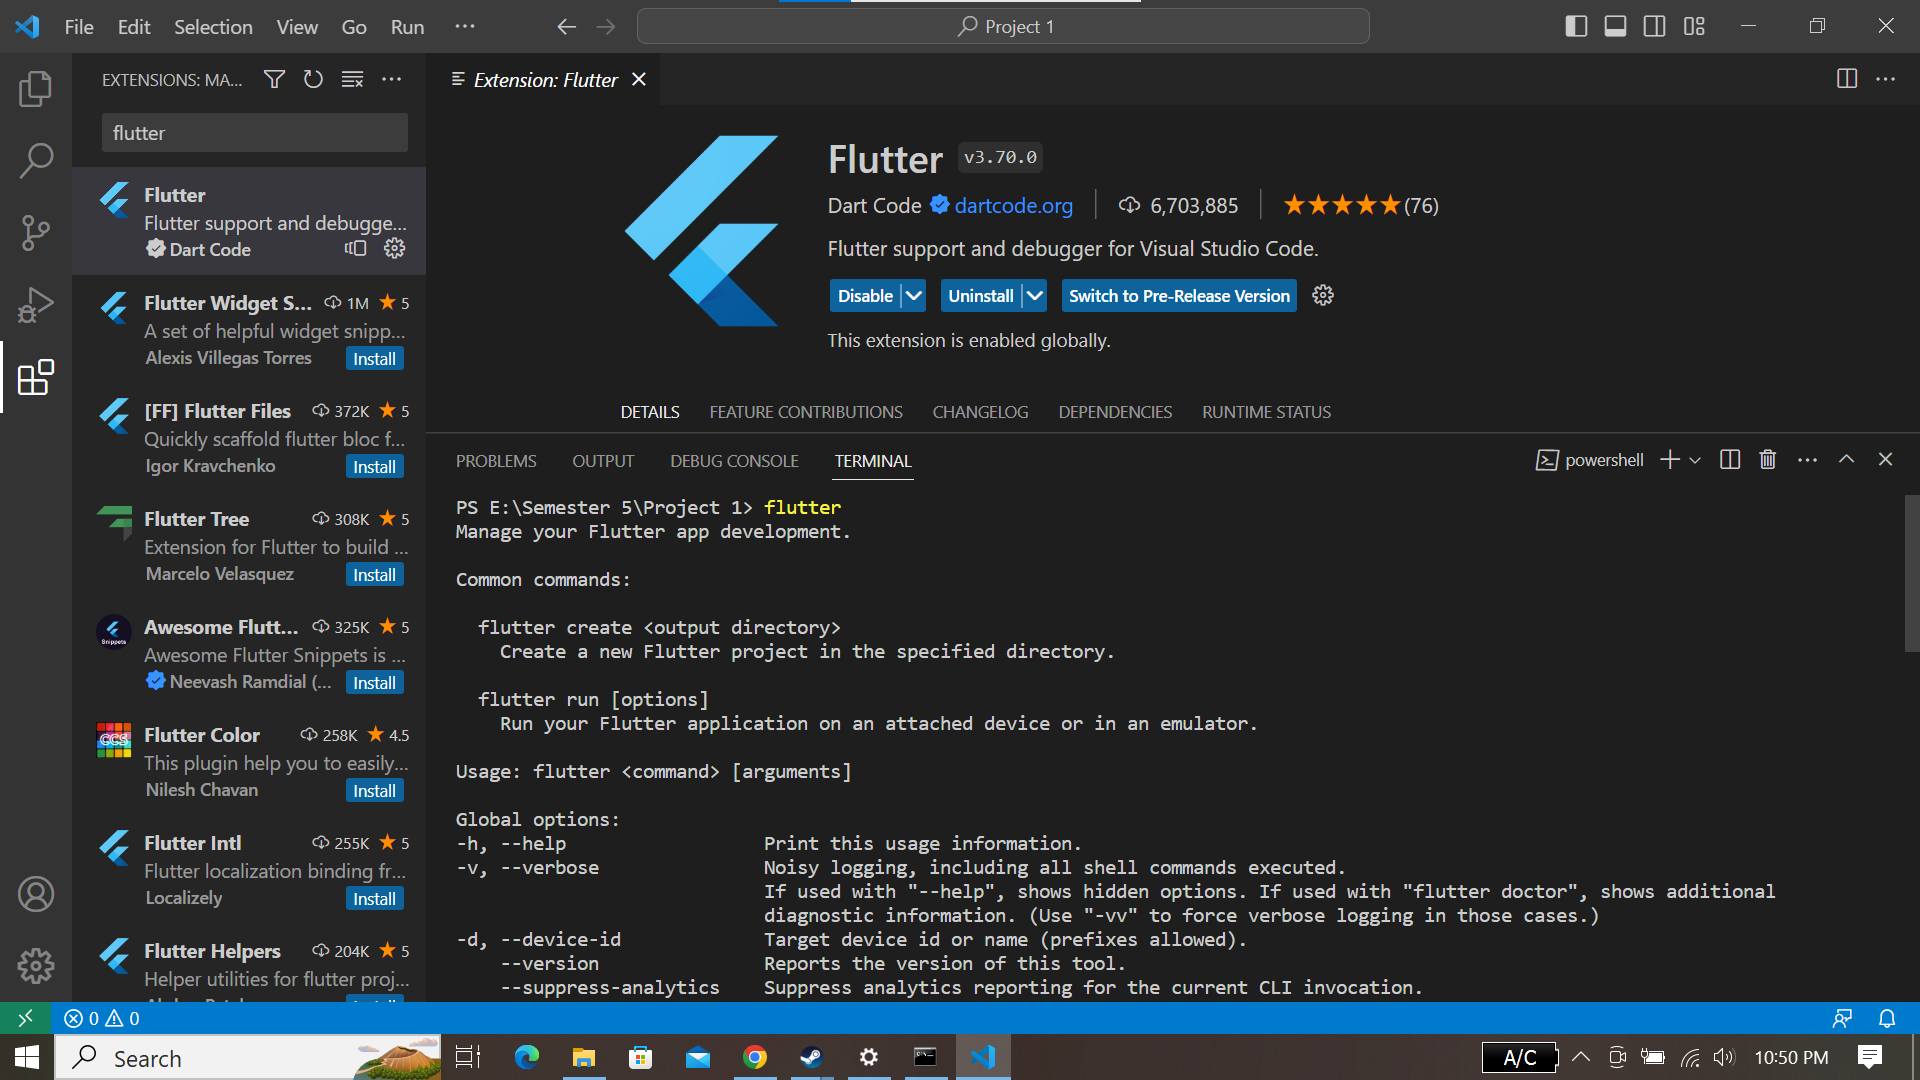 File Edit Selection View Go Run ···
Project 1
EXTENSIONS: MA...
flutter
Flutter
Flutter support and debugge...
Dart Code
Flutter Widget S... 1M ★ 5
A set of helpful widget snipp...
Alexis Villegas Torres Install
[FF] Flutter Files 372K ★ 5
Quickly scaffold flutter bloc f...
Igor Kravchenko Install
Flutter Tree 308K ★ 5
Extension for Flutter to build ...
Marcelo Velasquez Install
Snippets
Awesome Flutt... 325K ★ 5
Awesome Flutter Snippets is ...
Neevash Ramdial (... Install
CCS
Flutter Color 258K ★ 4.5
This plugin help you to easily...
Nilesh Chavan Install
Flutter Intl 255K ★ 5
Flutter localization binding fr...
Localizely Install
Flutter Helpers 204K ★ 5
Helper utilities for flutter proj...
Extension: Flutter
Flutter v3.70.0
Dart Code dartcode.org 6,703,885 ★★★★★(76)
Flutter support and debugger for Visual Studio Code.
Disable Uninstall Switch to Pre-Release Version
This extension is enabled globally.
DETAILS FEATURE CONTRIBUTIONS CHANGELOG DEPENDENCIES RUNTIME STATUS
PROBLEMS OUTPUT DEBUG CONSOLE TERMINAL powershell
PS E:\Semester 5\Project 1> flutter
Manage your Flutter app development.
Common commands:
flutter create <output directory>
Create a new Flutter project in the specified directory.
flutter run [options]
Run your Flutter application on an attached device or in an emulator.
Usage: flutter <command> [arguments]
Global options:
-h, --help Print this usage information.
-v, --verbose Noisy logging, including all shell commands executed.
If used with "--help", shows hidden options. If used with "flutter doctor", shows additional
diagnostic information. (Use "-vv" to force verbose logging in those cases.)
-d, --device-id Target device id or name (prefixes allowed).
--version Reports the version of this tool.
--suppress-analytics Suppress analytics reporting for the current CLI invocation.
0 0
Search
A/C
10:50 PM